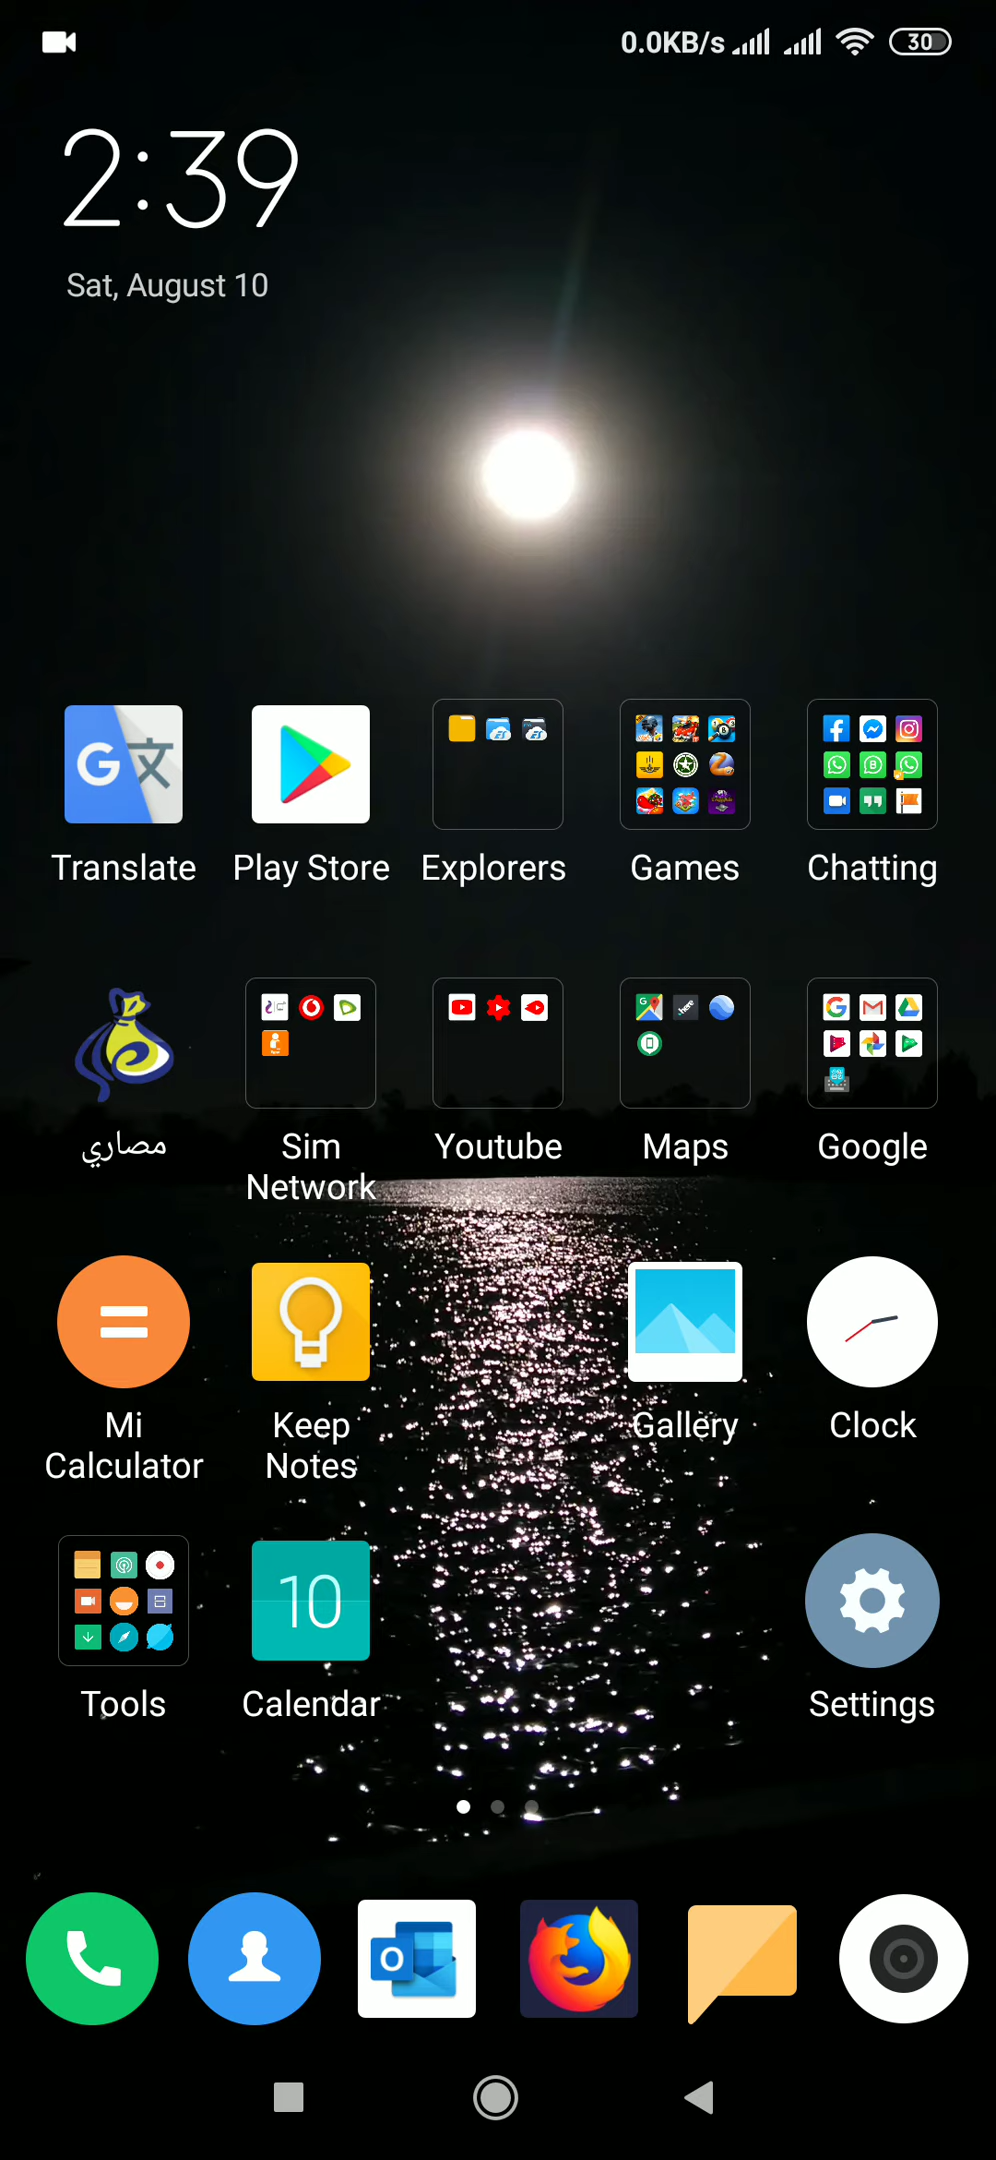 0.0KB/s 30
2:39
Sat, August 10
Translate Play Store Explorers Games Chatting
مصاري Sim Network Youtube Maps Google
Mi Calculator Keep Notes Gallery Clock
10
Tools Calendar Settings